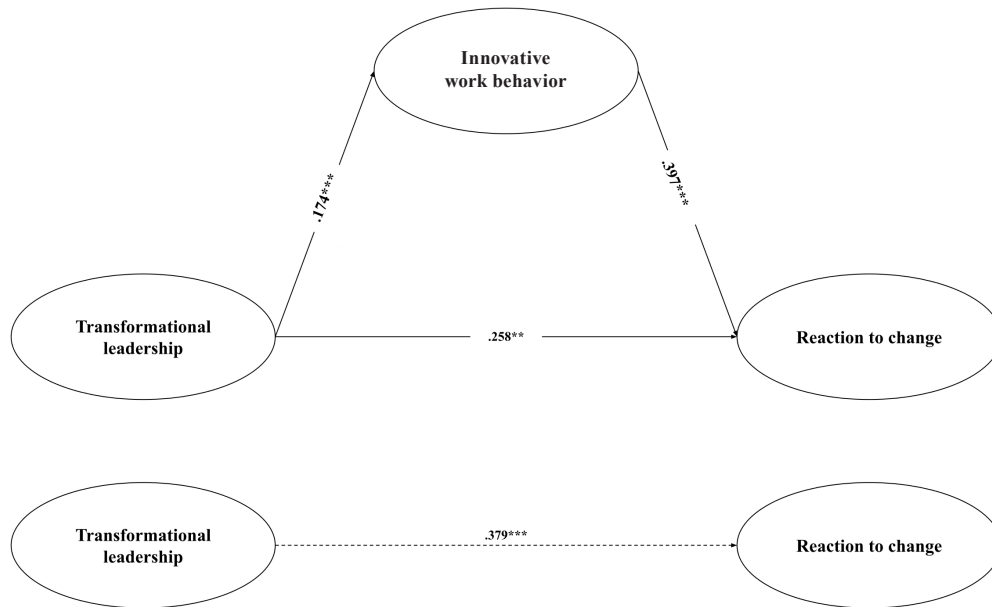 Innovative
work behavior
.174***
.397***
Transformational
leadership
.258**
Reaction to change
Transformational
leadership
.379***
Reaction to change